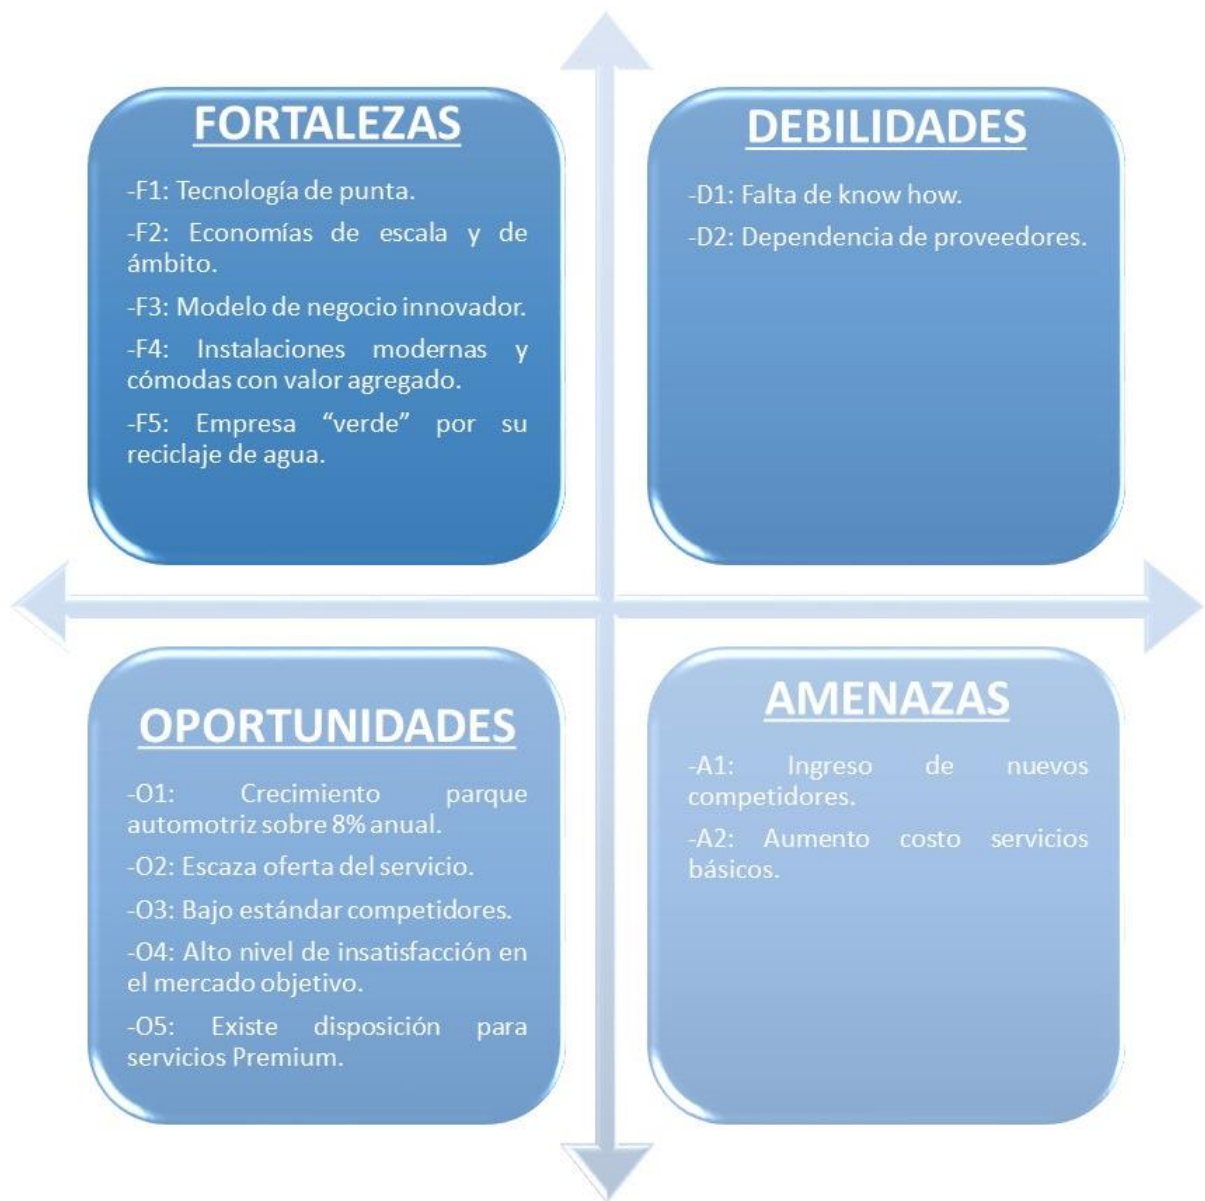 FORTALEZAS
-F1: Tecnología de punta.
-F2: Economías de escala y de
ámbito.
-F3: Modelo de negocio innovador.
-F4: Instalaciones modernas y
cómodas con valor agregado.
-F5: Empresa “verde” por su
reciclaje de agua.
DEBILIDADES
-D1: Falta de know how.
-D2: Dependencia de proveedores.
OPORTUNIDADES
-O1: Crecimiento parque
automotriz sobre 8% anual.
-O2: Escaza oferta del servicio.
-O3: Bajo estándar competidores.
-O4: Alto nivel de insatisfacción en
el mercado objetivo.
-O5: Existe disposición para
servicios Premium.
AMENAZAS
-A1: Ingreso de nuevos
competidores.
-A2: Aumento costo servicios
básicos.